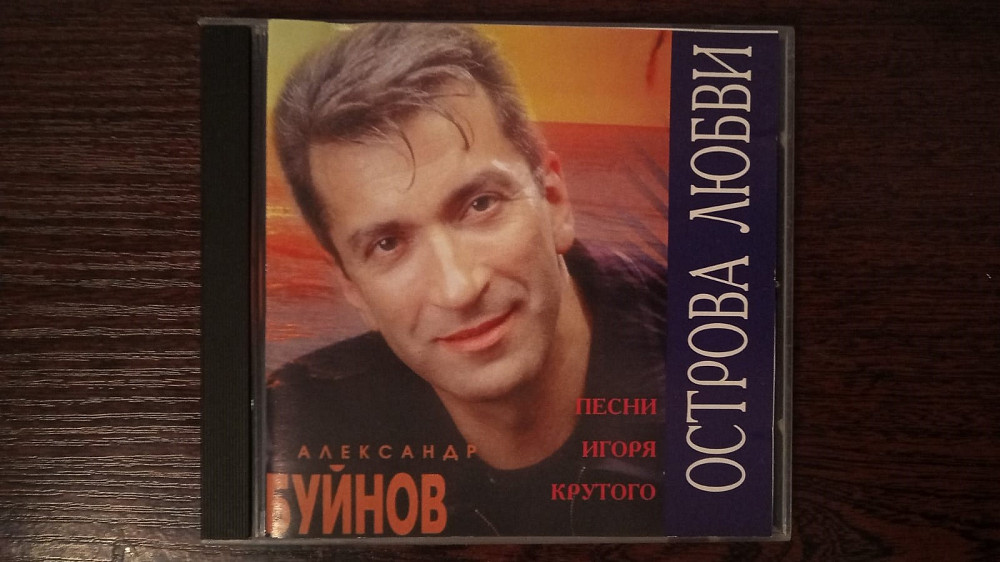 АЛЕКСАНДР
БУЙНОВ
ПЕСНИ
ИГОРЯ
КРУТОГО
ОСТРОВА ЛЮБВИ